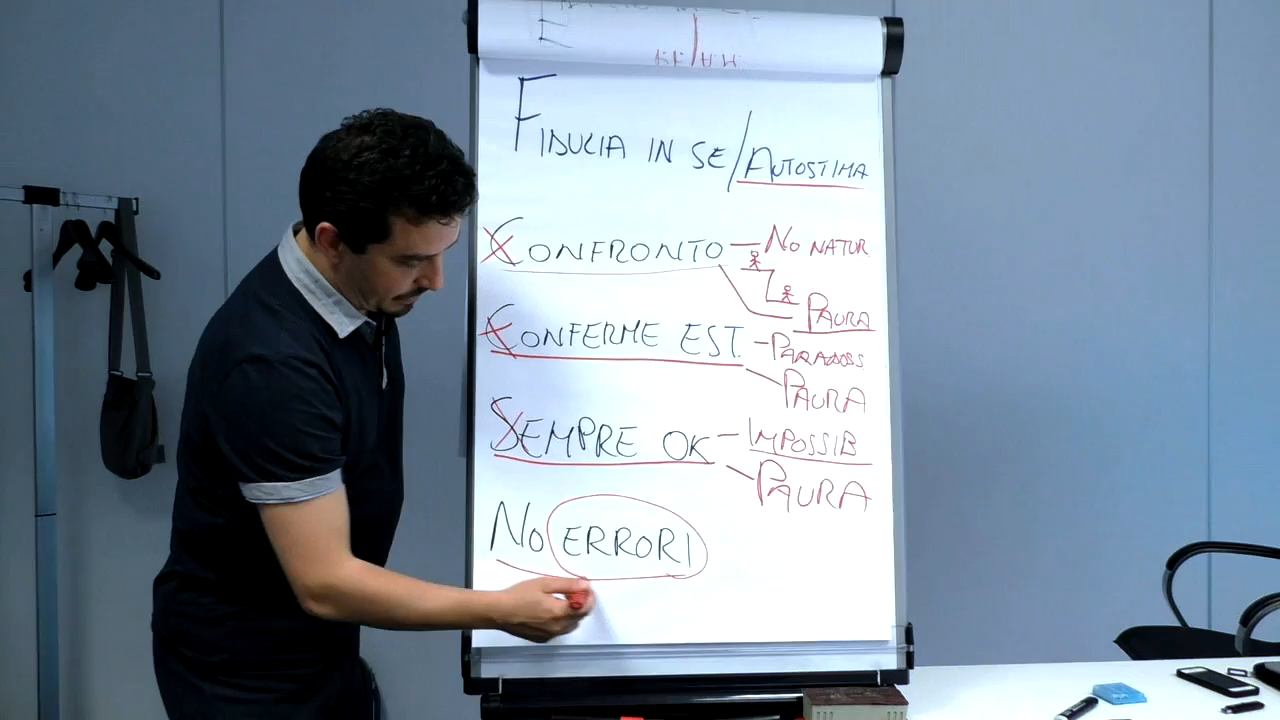 FIDUCIA IN SE/AUTOSTIMA
CONFRONTO - NO NATUR
PAURA
CONFERME EST. - PARADOSS
PAURA
SEMPRE OK - IMPOSSIB
PAURA
NO ERRORI